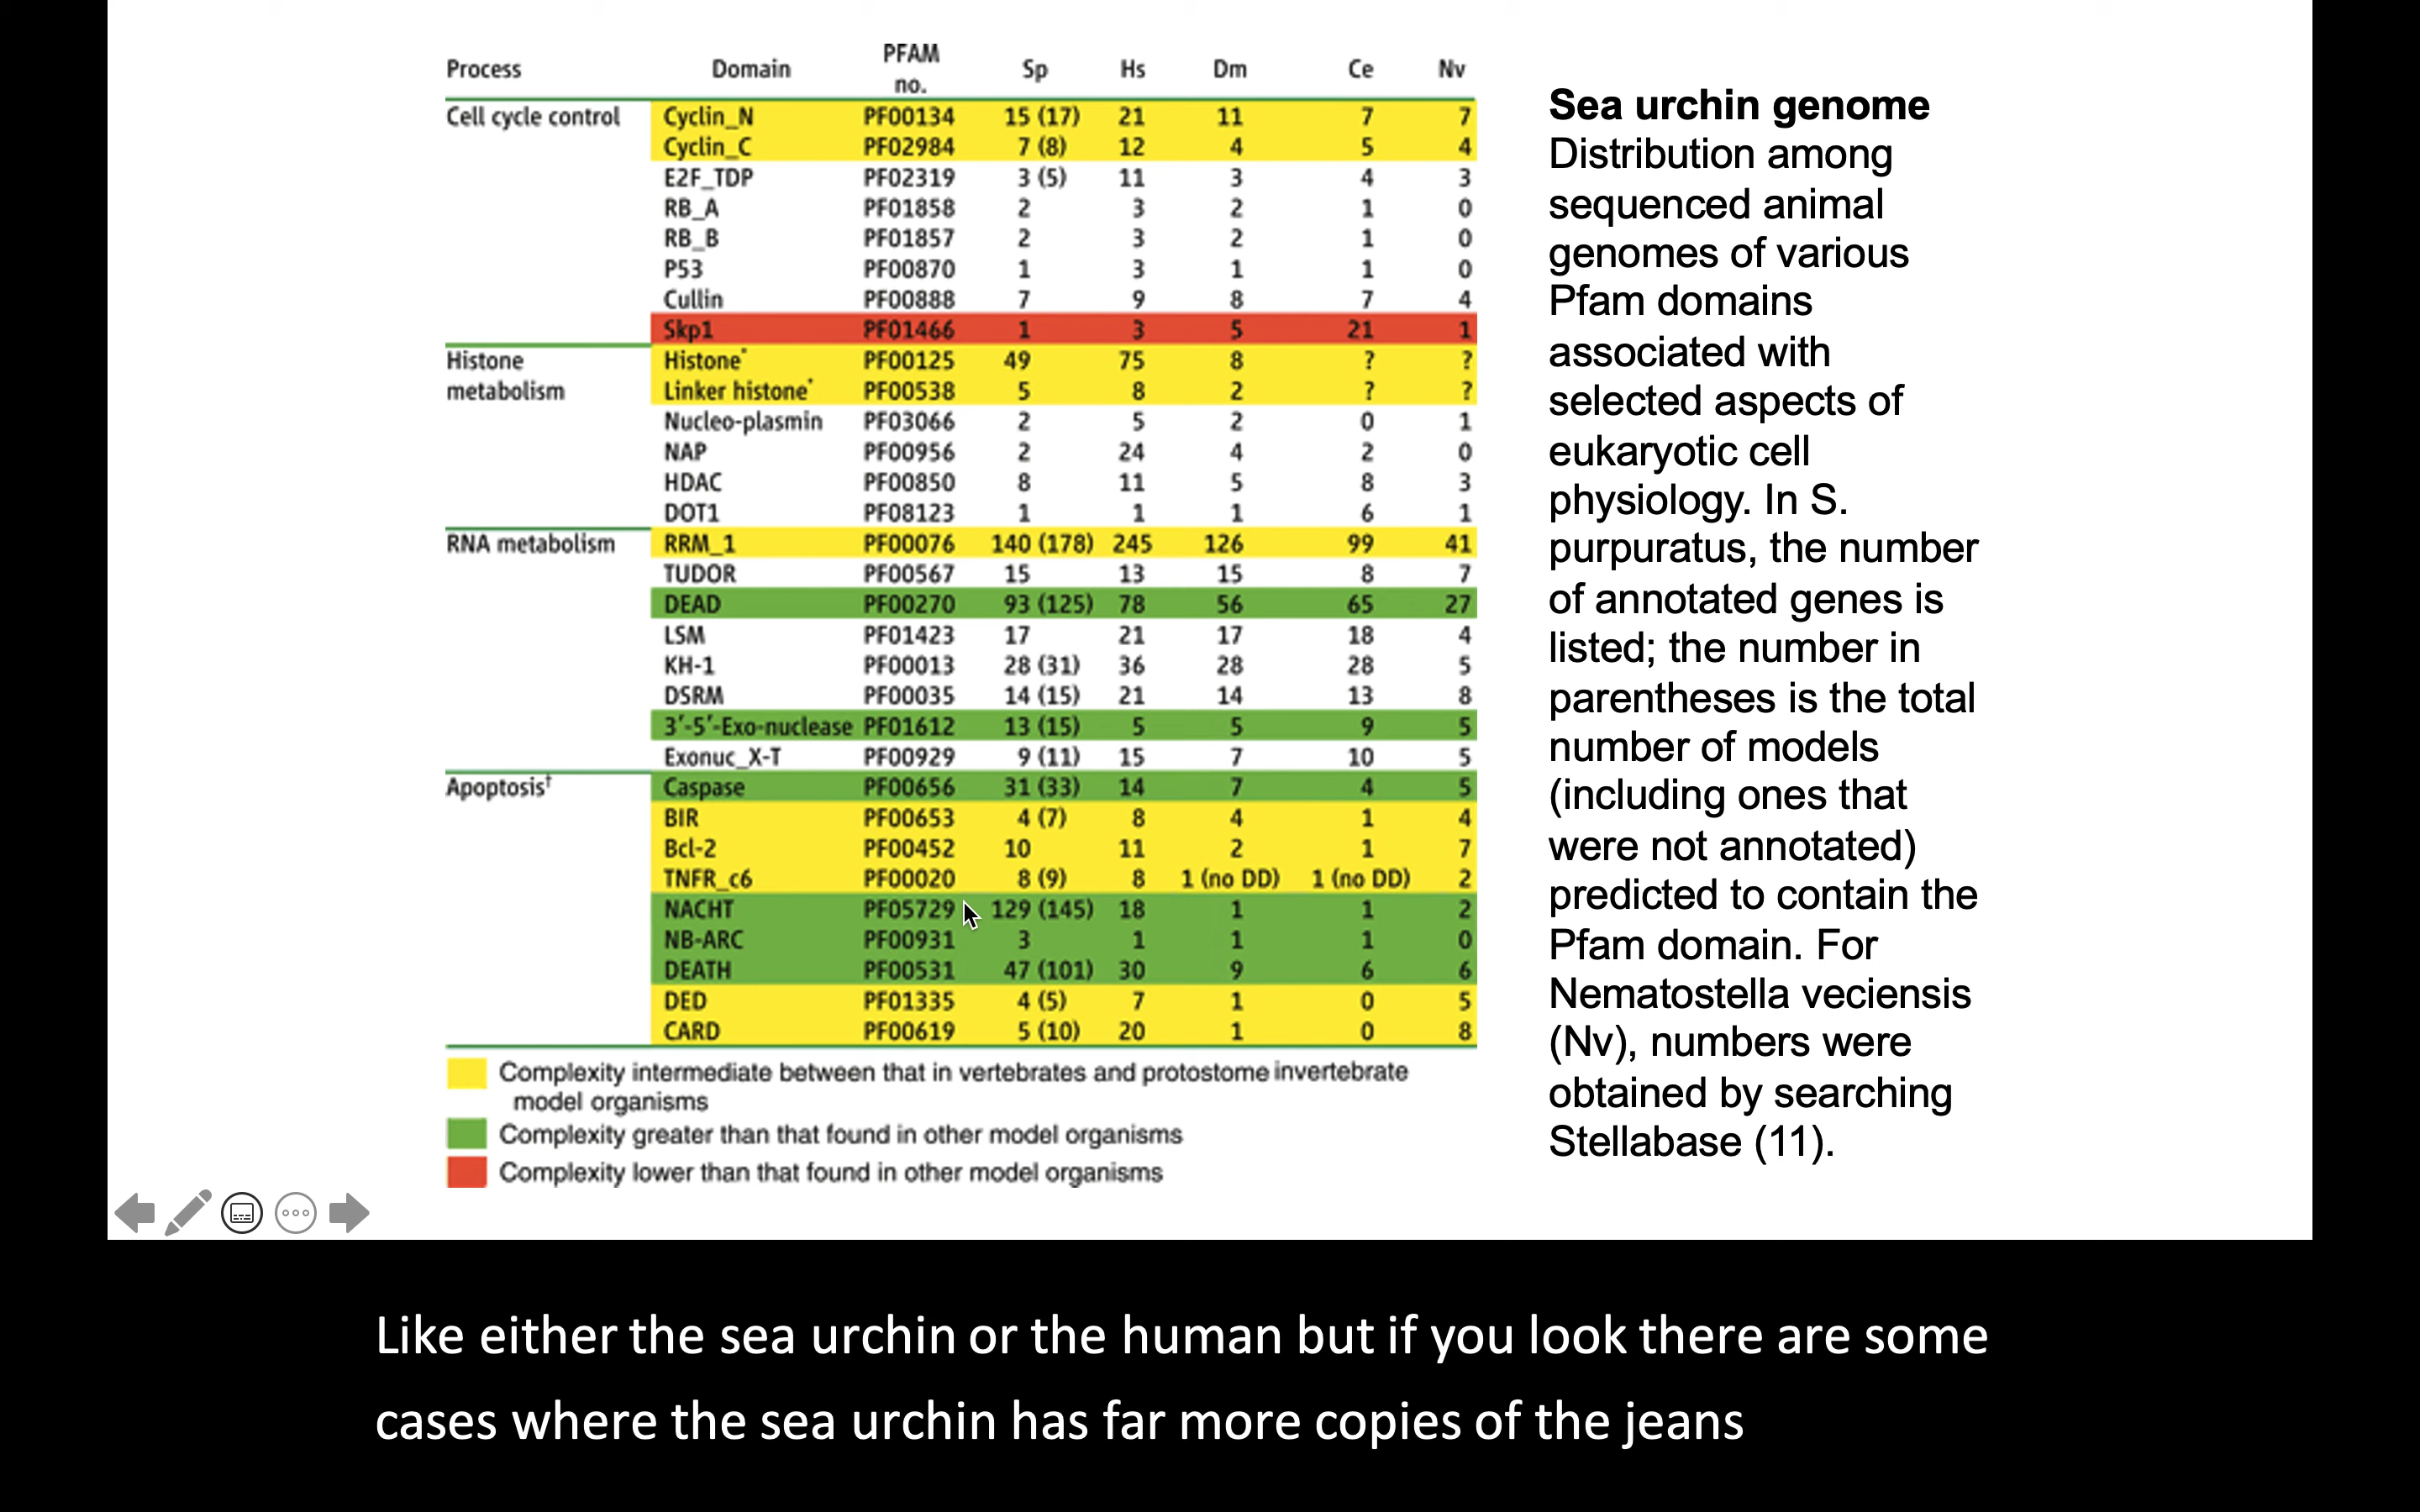 Process Domain PFAM no. Sp Hs Dm Ce Nv
Cell cycle control Cyclin_N PF00134 15 (17) 21 11 7 7
Cyclin_C PF02984 7 (8) 12 4 5 4
E2F_TDP PF02319 3 (5) 11 3 4 3
RB_A PF01858 2 3 2 1 0
RB_B PF01857 2 3 2 1 0
P53 PF00870 1 3 1 1 0
Cullin PF00888 7 9 8 7 4
Skp1 PF01466 1 3 5 21 1
Histone Histone* PF00125 49 75 8 ? ?
metabolism Linker histone* PF00538 5 8 2 ? ?
Nucleo-plasmin PF03066 2 5 2 0 1
NAP PF00956 2 24 4 2 0
HDAC PF00850 8 11 5 8 3
DOT1 PF08123 1 1 1 6 1
RNA metabolism RRM_1 PF00076 140 (178) 245 126 99 41
TUDOR PF00567 15 13 15 8 7
DEAD PF00270 93 (125) 78 56 65 27
LSM PF01423 17 21 17 18 4
KH-1 PF00013 28 (31) 36 28 28 5
DSRM PF00035 14 (15) 21 14 13 8
3′-5′-Exo-nuclease PF01612 13 (15) 5 5 9 5
Exonuc_X-T PF00929 9 (11) 15 7 10 5
Apoptosis† Caspase PF00656 31 (33) 14 7 4 5
BIR PF00653 4 (7) 8 4 1 4
Bcl-2 PF00452 10 11 2 1 7
TNFR_c6 PF00020 8 (9) 8 1 (no DD) 1 (no DD) 2
NACHT PF05729 129 (145) 18 1 1 2
NB-ARC PF00931 3 1 1 1 0
DEATH PF00531 47 (101) 30 9 6 6
DED PF01335 4 (5) 7 1 0 5
CARD PF00619 5 (10) 20 1 0 8
Complexity intermediate between that in vertebrates and protostome invertebrate
model organisms
Complexity greater than that found in other model organisms
Complexity lower than that found in other model organisms
Sea urchin genome
Distribution among
sequenced animal
genomes of various
Pfam domains
associated with
selected aspects of
eukaryotic cell
physiology. In S.
purpuratus, the number
of annotated genes is
listed; the number in
parentheses is the total
number of models
(including ones that
were not annotated)
predicted to contain the
Pfam domain. For
Nematostella veciensis
(Nv), numbers were
obtained by searching
Stellabase (11).
Like either the sea urchin or the human but if you look there are some
cases where the sea urchin has far more copies of the jeans